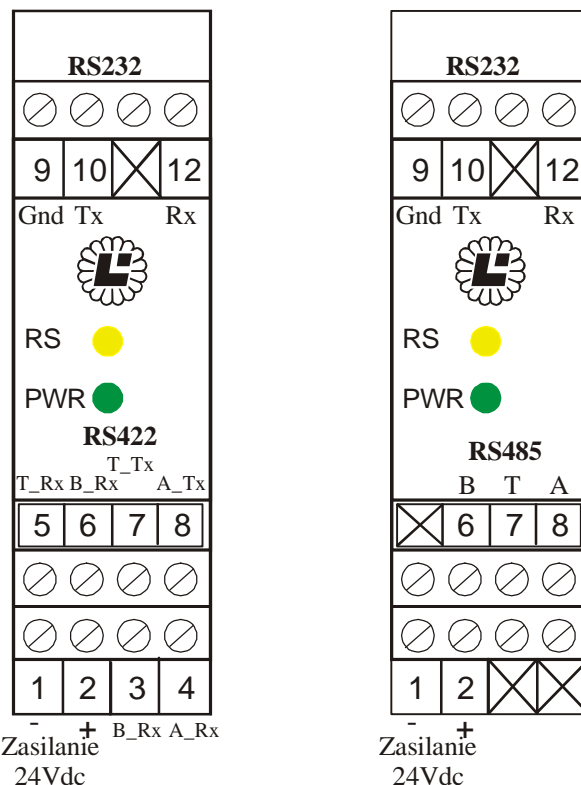 RS232
9 10 12
Gnd Tx Rx
RS
PWR
RS422
T_Tx
T_Rx B_Rx A_Tx
5 6 7 8
1 2 3 4
- + B_Rx A_Rx
Zasilanie
24Vdc
RS232
9 10 12
Gnd Tx Rx
RS
PWR
RS485
B T A
6 7 8
1 2
- +
Zasilanie
24Vdc